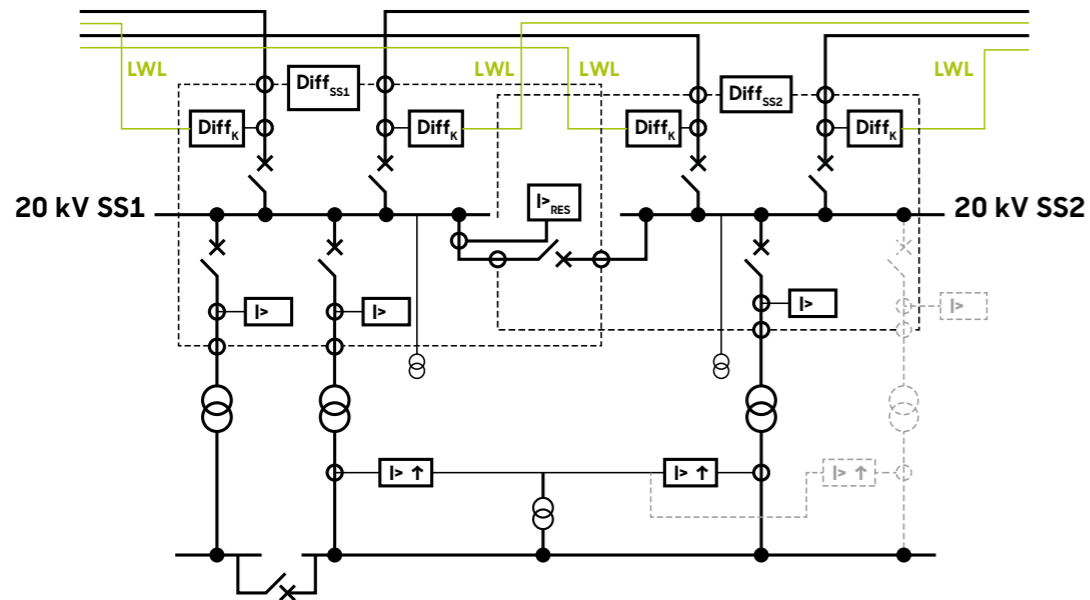 LWL
LWL
LWL
LWL
Diff_SS1
Diff_SS2
Diff_K
Diff_K
Diff_K
Diff_K
I>_RES
20 kV SS1
20 kV SS2
I>
I>
I>
I>
I> ↑
I> ↑
I> ↑